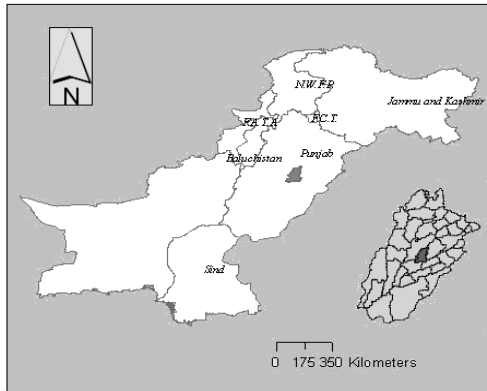 N
N.W.F.P.
Jammu and Kashmir
F.A.T.A
F.C.T.
Baluchistan
Punjab
Sind
0 175 350 Kilometers